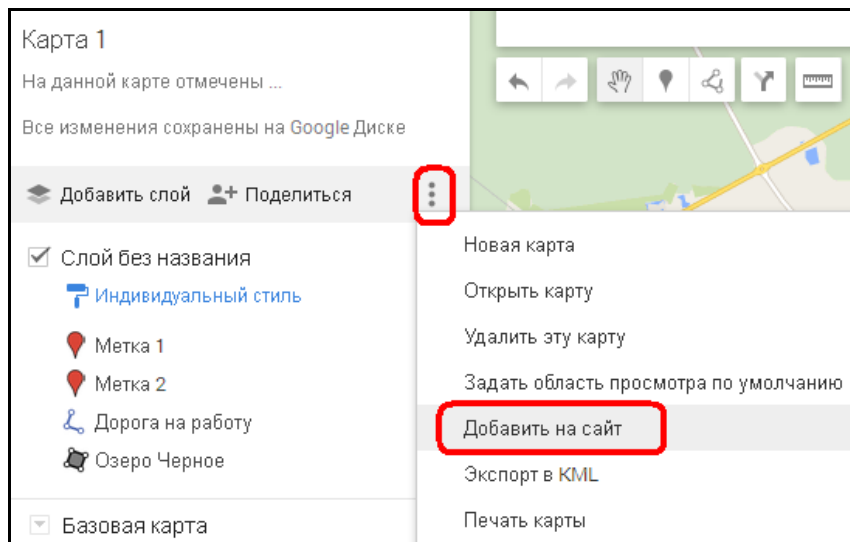 Карта 1
На данной карте отмечены ...
Все изменения сохранены на Google Диске
Добавить слой Поделиться
Слой без названия
Индивидуальный стиль
Метка 1
Метка 2
Дорога на работу
Озеро Черное
Базовая карта
Новая карта
Открыть карту
Удалить эту карту
Задать область просмотра по умолчанию
Добавить на сайт
Экспорт в KML
Печать карты